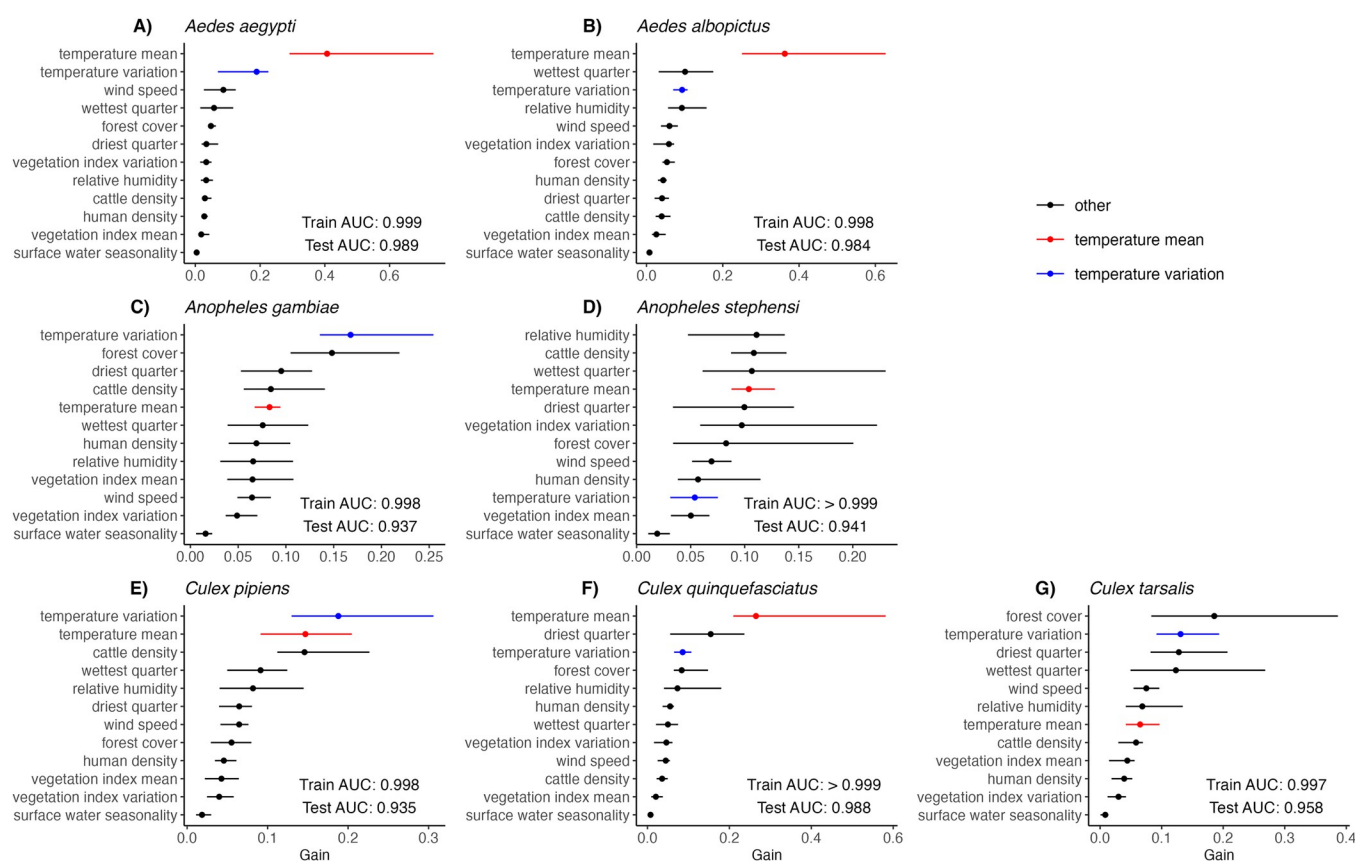 A) Aedes aegypti
temperature mean
temperature variation
wind speed
wettest quarter
forest cover
driest quarter
vegetation index variation
relative humidity
cattle density
human density
vegetation index mean
surface water seasonality
Train AUC: 0.999
Test AUC: 0.989
0.0 0.2 0.4 0.6
B) Aedes albopictus
temperature mean
wettest quarter
temperature variation
relative humidity
wind speed
vegetation index variation
forest cover
human density
driest quarter
cattle density
vegetation index mean
surface water seasonality
Train AUC: 0.998
Test AUC: 0.984
0.0 0.2 0.4 0.6
other
temperature mean
temperature variation
C) Anopheles gambiae
temperature variation
forest cover
driest quarter
cattle density
temperature mean
wettest quarter
human density
relative humidity
vegetation index mean
wind speed
vegetation index variation
surface water seasonality
Train AUC: 0.998
Test AUC: 0.937
0.00 0.05 0.10 0.15 0.20 0.25
D) Anopheles stephensi
relative humidity
cattle density
wettest quarter
temperature mean
driest quarter
vegetation index variation
forest cover
wind speed
human density
temperature variation
vegetation index mean
surface water seasonality
Train AUC: > 0.999
Test AUC: 0.941
0.00 0.05 0.10 0.15 0.20
E) Culex pipiens
temperature variation
temperature mean
cattle density
wettest quarter
relative humidity
driest quarter
wind speed
forest cover
human density
vegetation index mean
vegetation index variation
surface water seasonality
Train AUC: 0.998
Test AUC: 0.935
0.0 0.1 0.2 0.3
Gain
F) Culex quinquefasciatus
temperature mean
driest quarter
temperature variation
forest cover
relative humidity
human density
wettest quarter
vegetation index variation
wind speed
cattle density
vegetation index mean
surface water seasonality
Train AUC: > 0.999
Test AUC: 0.988
0.0 0.2 0.4 0.6
Gain
G) Culex tarsalis
forest cover
temperature variation
driest quarter
wettest quarter
wind speed
relative humidity
temperature mean
cattle density
vegetation index mean
human density
vegetation index variation
surface water seasonality
Train AUC: 0.997
Test AUC: 0.958
0.0 0.1 0.2 0.3 0.4
Gain